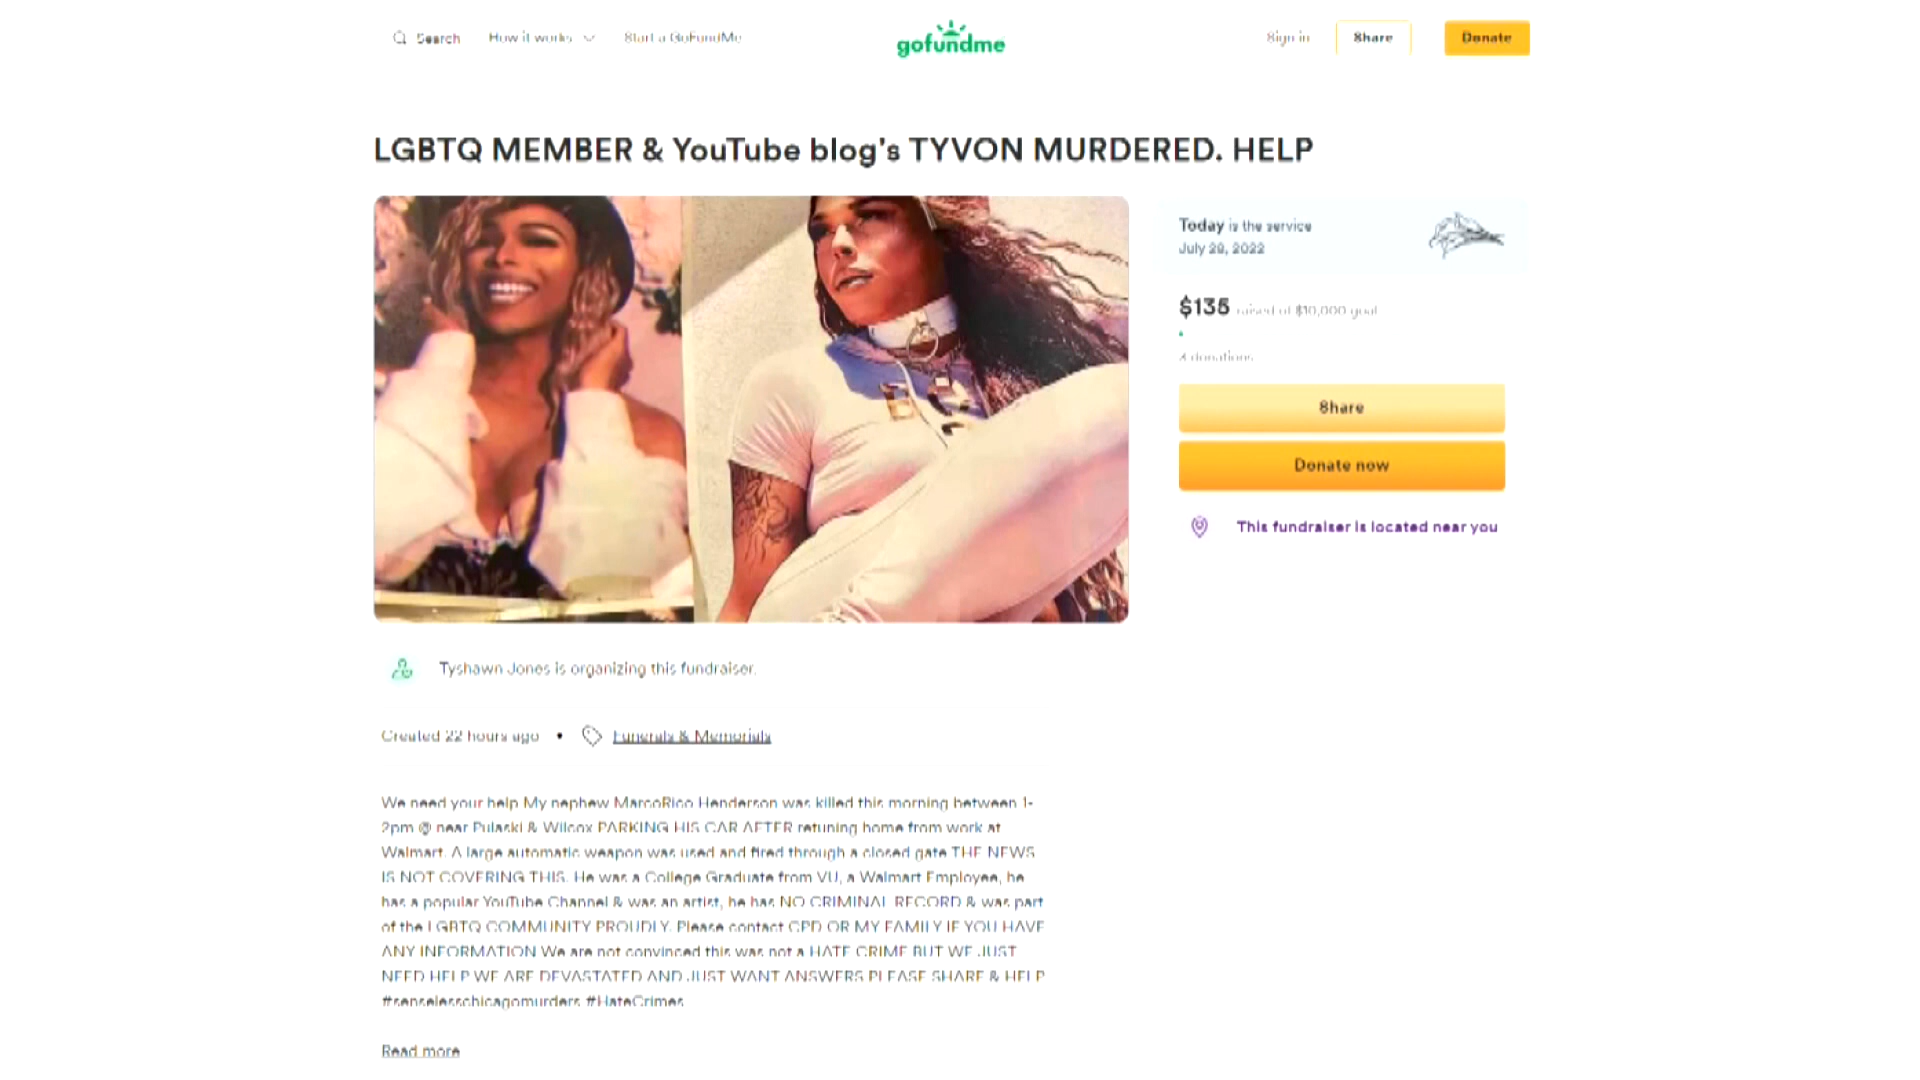 Search How it works Start a GoFundMe gofundme Sign in Share Donate
LGBTQ MEMBER & YouTube blog's TYVON MURDERED. HELP
Today is the service
July 28, 2022
$135 raised of $10,000 goal
4 donations
Share
Donate now
This fundraiser is located near you
Tyshawn Jones is organizing this fundraiser.
Created 22 hours ago • Funerals & Memorials
We need your help My nephew MarcoRico Henderson was killed this morning between 1-
2pm @ near Pulaski & Wilcox PARKING HIS CAR AFTER retuning home from work at
Walmart. A large automatic weapon was used and fired through a closed gate THE NEWS
IS NOT COVERING THIS. He was a College Graduate from VU, a Walmart Employee, he
has a popular YouTube Channel & was an artist, he has NO CRIMINAL RECORD & was part
of the LGBTQ COMMUNITY PROUDLY. Please contact CPD OR MY FAMILY IF YOU HAVE
ANY INFORMATION We are not convinced this was not a HATE CRIME BUT WE JUST
NEED HELP WE ARE DEVASTATED AND JUST WANT ANSWERS PLEASE SHARE & HELP
#senselesschicagomurders #HateCrimes
Read more